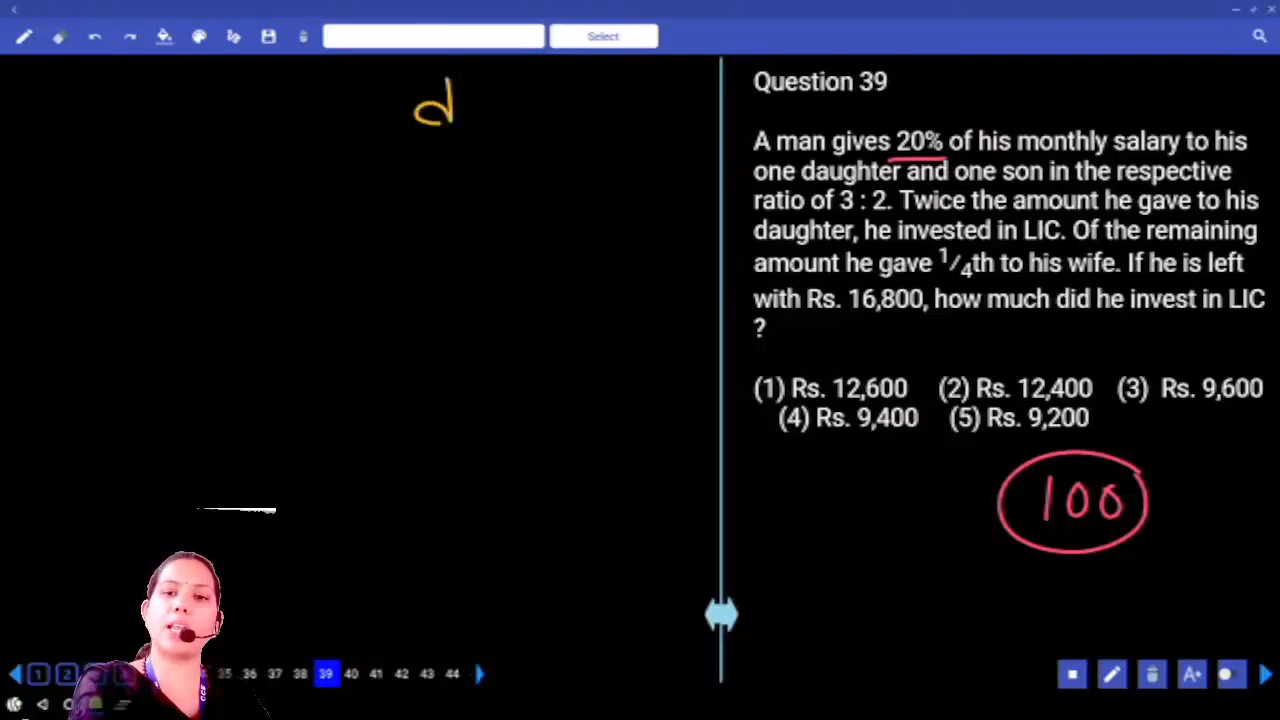 Select
d
Question 39
A man gives 20% of his monthly salary to his
one daughter and one son in the respective
ratio of 3 : 2. Twice the amount he gave to his
daughter, he invested in LIC. Of the remaining
amount he gave 1/4th to his wife. If he is left
with Rs. 16,800, how much did he invest in LIC
?
(1) Rs. 12,600 (2) Rs. 12,400 (3) Rs. 9,600
(4) Rs. 9,400 (5) Rs. 9,200
100
1 2 35 36 37 38 39 40 41 42 43 44
A+